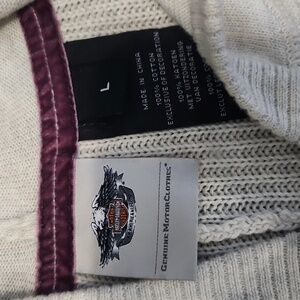 L
MADE IN CHINA
100% COTTON
EXCLUSIVE OF DECORATION
100% KATOEN
MET UITZONDERING
VAN DECORATIE
GENUINE MOTORCLOTHES®